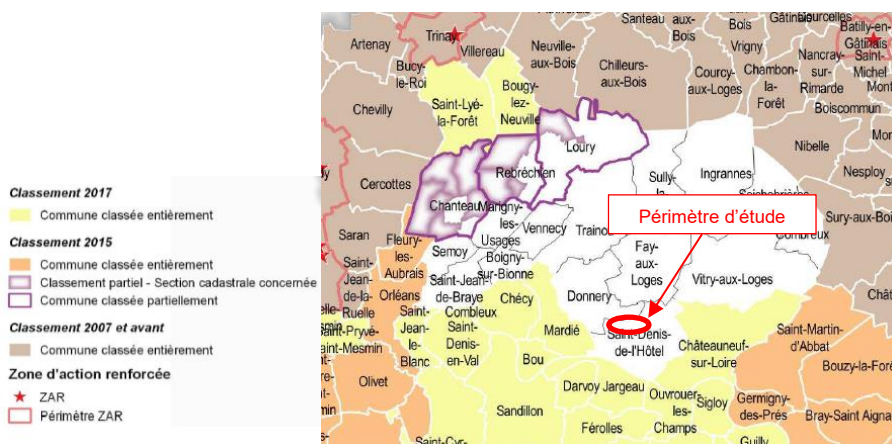 Classement 2017
Commune classée entièrement
Classement 2015
Commune classée entièrement
Classement partiel - Section cadastrale concernée
Commune classée partiellement
Classement 2007 et avant
Commune classée entièrement
Zone d'action renforcée
ZAR
Périmètre ZAR
Santeau
aux-
Bois
Gâtinais
Batilly-en-
Gâtinais
Trinay
Artenay
Villereau
Neuville-
aux-Bois
Chilleurs-
aux-Bois
Vrigny
Nancray-
sur-
Rimarde
Saint-
Michel
Bucy-
le-Roi
Bougy-
lez-
Neuville
Courcy-
aux-Loges
Chambon-
la-
Forêt
Boiscommun
Chevilly
Saint-Lyé-
la-Forêt
Loury
Nibelle
Cercottes
Rebréchien
Sully-
la-
Ingrannes
Nesploy
Chanteau
Marigny-
les-
Usages
Vennecy
Traino
Périmètre d'étude
Combreux
Sury-aux-Bo
Saran
Fleury-
les-
Aubrais
Semoy
Boigny-
sur-Bionne
Fay-
aux-
Loges
Vitry-aux-Loges
Saint-
Jean-
de-la-
Ruelle
Orléans
Saint-Jean-
de-Braye
Combleux
Chécy
Donnery
Saint-Pryvé-
Saint-Mesmin
Saint-
Jean-
le-
Blanc
Saint-
Denis-
en-Val
Mardié
Bou
Saint-Denis-
de-l'Hôtel
Châteauneuf-
sur-Loire
Saint-Martin-
d'Abbat
Olivet
Bouzy-la-Forê
Sandillon
Darvoy
Jargeau
Ouvrouer-
les-
Champs
Sigloy
Germigny-
des-Prés
Bray-Saint Aigna
Férolles
Guilly
Saint-Cyr-